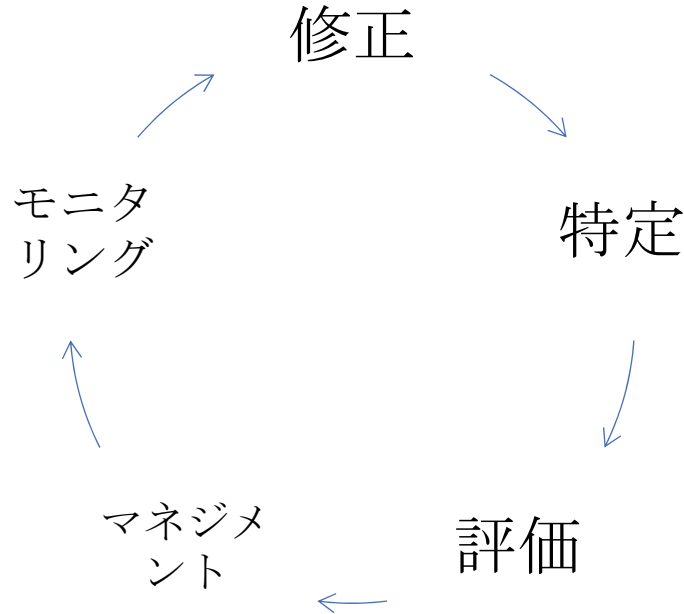 修正
特定
評価
マネジメ
ント
モニタ
リング